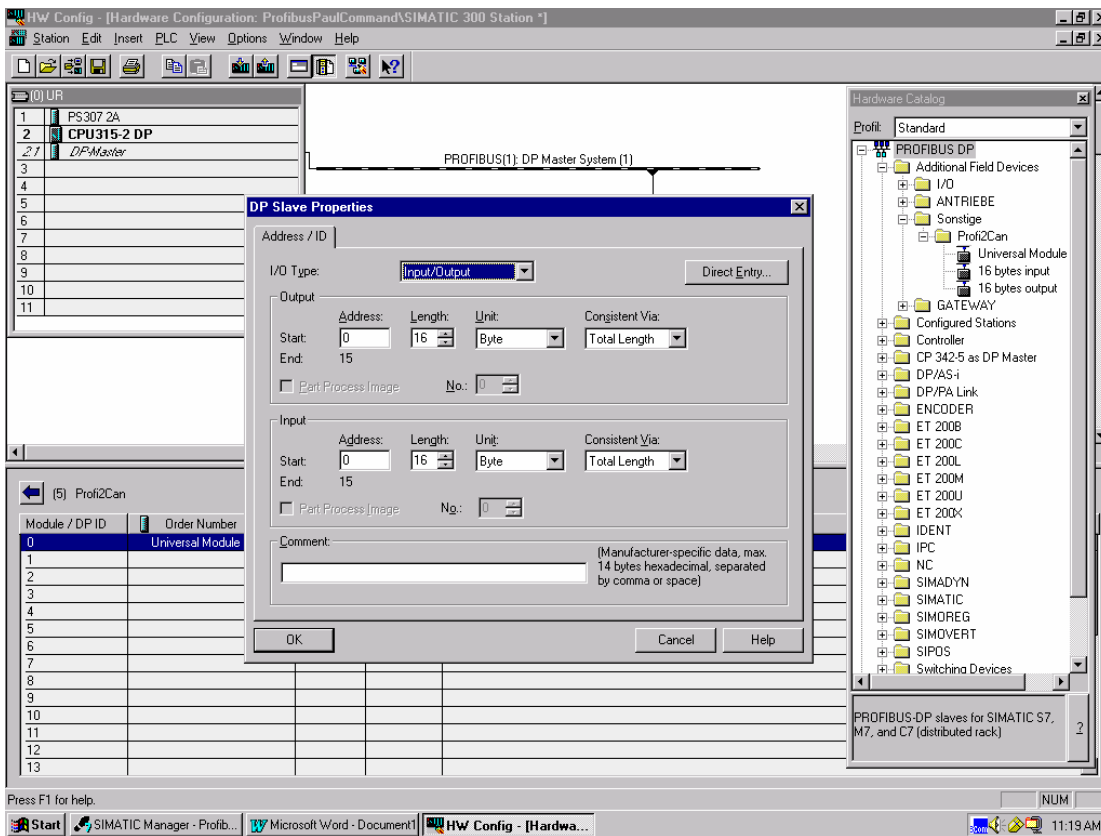 HW Config - [Hardware Configuration: ProfibusPaulCommand\SIMATIC 300 Station *]
Station Edit Insert PLC View Options Window Help
(0) UR
1 PS307 2A
2 CPU315-2 DP
2.1 DP-Master
3
4
5
6
7
8
9
10
11
PROFIBUS(1): DP Master System (1)
Hardware Catalog
Profil: Standard
PROFIBUS DP
Additional Field Devices
I/O
ANTRIEBE
Sonstige
Profi2Can
Universal Module
16 bytes input
16 bytes output
GATEWAY
Configured Stations
Controller
CP 342-5 as DP Master
DP/AS-i
DP/PA Link
ENCODER
ET 200B
ET 200C
ET 200L
ET 200M
ET 200U
ET 200X
IDENT
IPC
NC
SIMADYN
SIMATIC
SIMOREG
SIMOVERT
SIPOS
Switching Devices
PROFIBUS-DP slaves for SIMATIC S7,
M7, and C7 (distributed rack)
?
DP Slave Properties
Address / ID
I/O Type: Input/Output Direct Entry...
Output
Address: Length: Unit: Consistent Via:
Start: 0 16 Byte Total Length
End: 15
Part Process Image No.: 0
Input
Address: Length: Unit: Consistent Via:
Start: 0 16 Byte Total Length
End: 15
Part Process Image No.: 0
Comment:
(Manufacturer-specific data, max.
14 bytes hexadecimal, separated
by comma or space)
OK Cancel Help
(5) Profi2Can
Module / DP ID Order Number
0 Universal Module
1
2
3
4
5
6
7
8
9
10
11
12
13
Press F1 for help. NUM
Start SIMATIC Manager - Profib... Microsoft Word - Document1 HW Config - [Hardwa... 11:19 AM